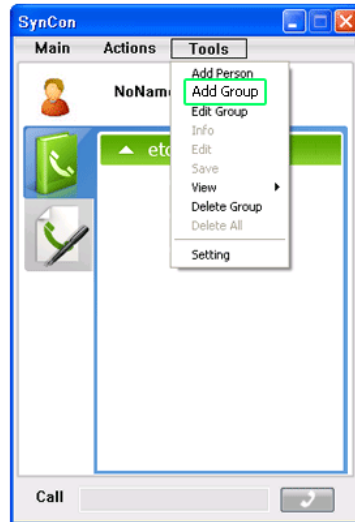 SynCon
Main Actions Tools
NoNam
Add Person
Add Group
Edit Group
Info
Edit
Save
View
Delete Group
Delete All
Setting
etc
Call